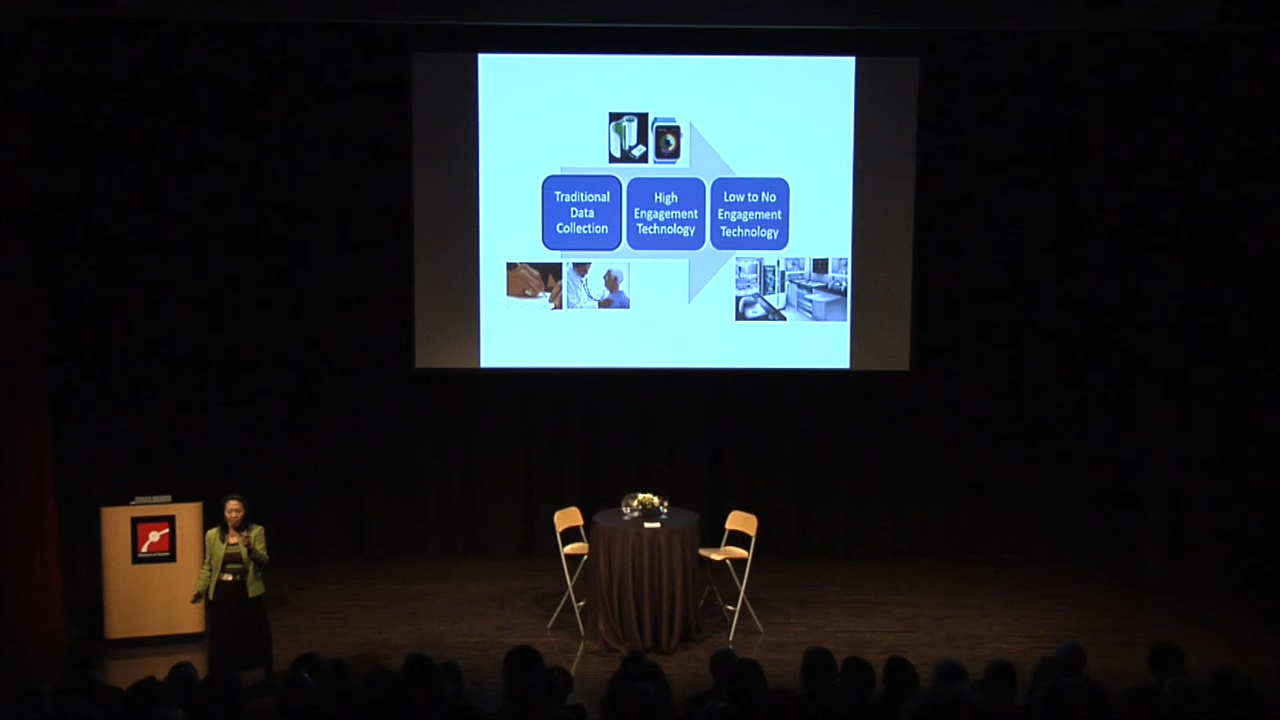 Traditional
Data
Collection
High
Engagement
Technology
Low to No
Engagement
Technology